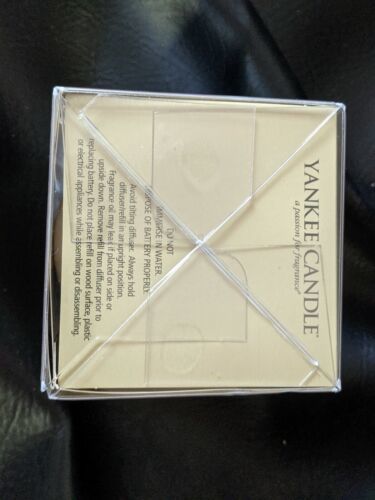 YANKEE CANDLE®
a passion for fragrance®
DO NOT
IMMERSE IN WATER.
DISPOSE OF BATTERY PROPERLY.
Avoid tilting diffuser. Always hold
diffuser/refill in an upright position.
Fragrance oil may leak if placed on side or
upside down. Remove refill from diffuser prior to
replacing battery. Do not place refill on wood surface, plastic
or electrical appliances while assembling or disassembling.